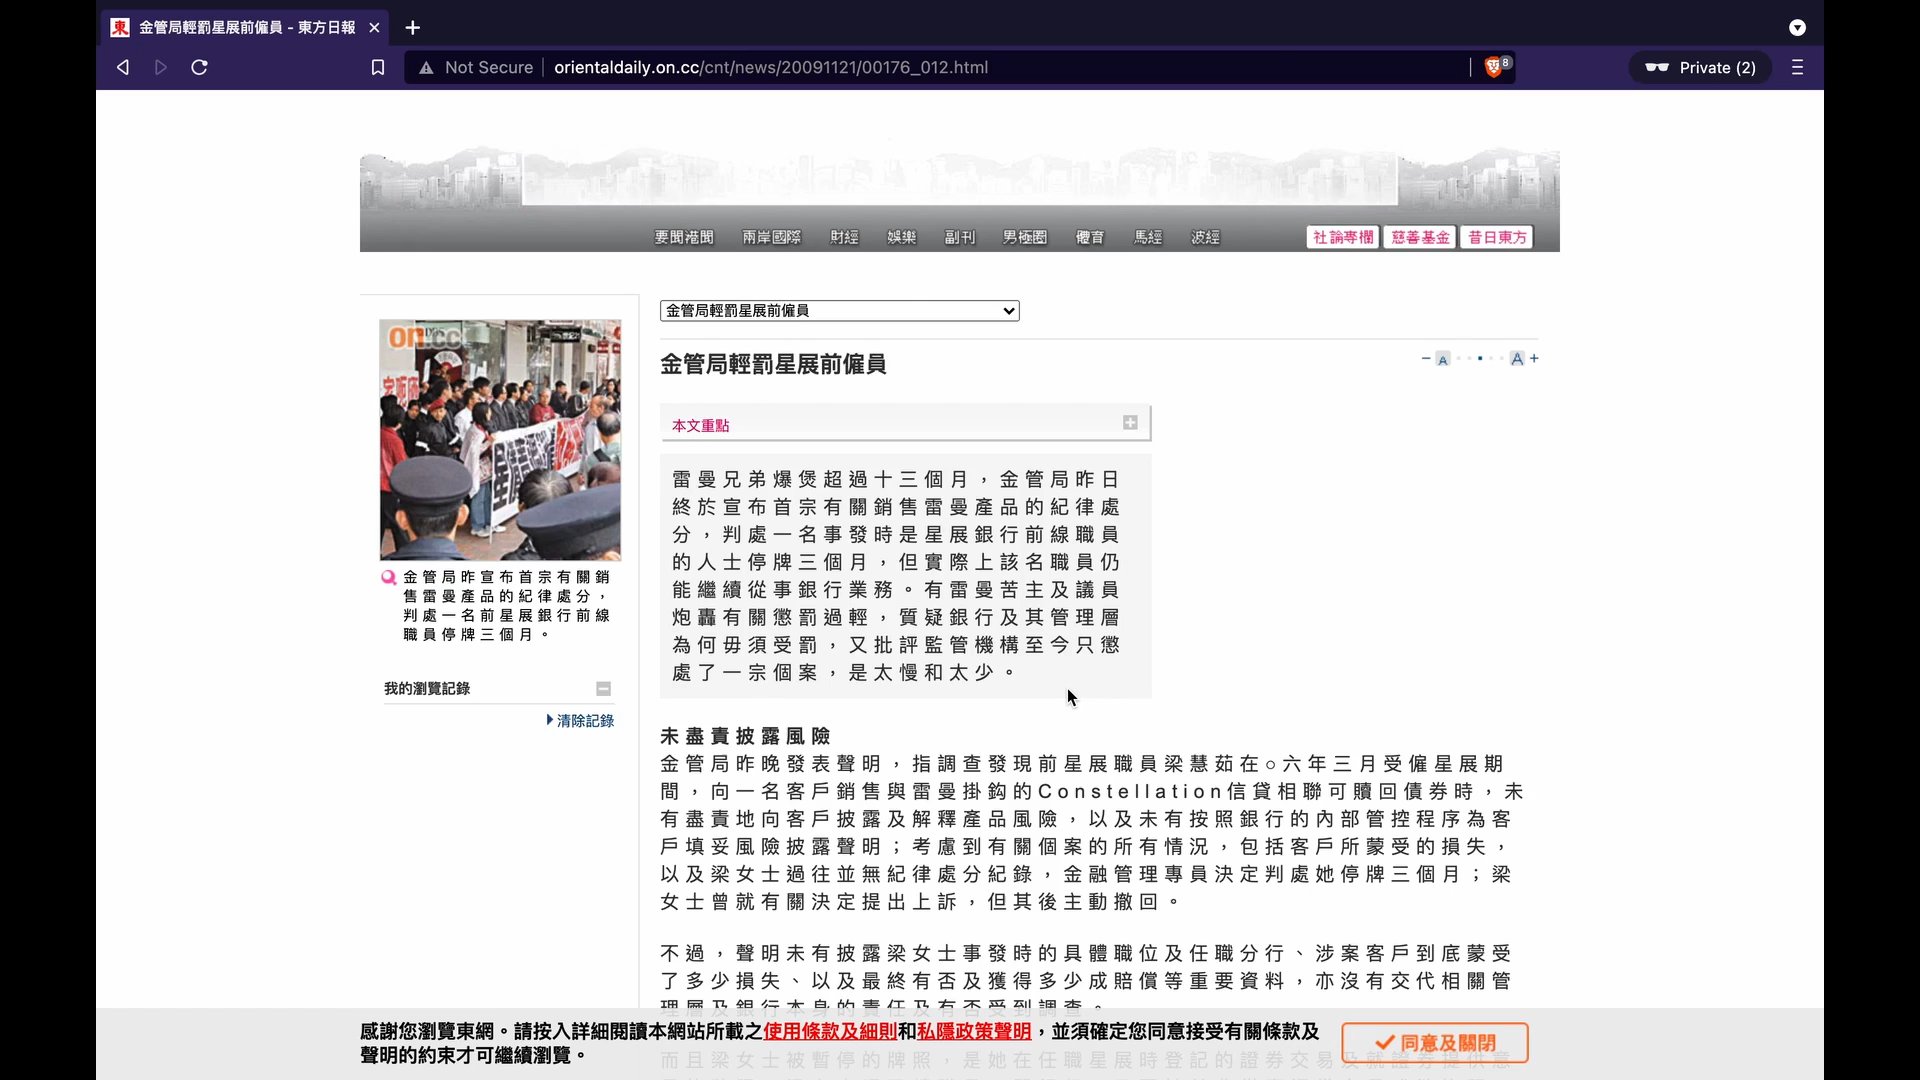 金管局輕罰星展前僱員 - 東方日報
Not Secure
orientaldaily.on.cc/cnt/news/20091121/00176_012.html
8
Private (2)
要聞港聞 兩岸國際 財經 娛樂 副刊 男極圈 體育 馬經 波經
社論專欄 慈善基金 昔日東方
on.cc
金管局輕罰星展前僱員
金管局輕罰星展前僱員
− A A +
本文重點
雷曼兄弟爆煲超過十三個月，金管局昨日
終於宣布首宗有關銷售雷曼產品的紀律處
分，判處一名事發時是星展銀行前線職員
的人士停牌三個月，但實際上該名職員仍
能繼續從事銀行業務。有雷曼苦主及議員
炮轟有關懲罰過輕，質疑銀行及其管理層
為何毋須受罰，又批評監管機構至今只懲
處了一宗個案，是太慢和太少。
金管局昨宣布首宗有關銷
售雷曼產品的紀律處分，
判處一名前星展銀行前線
職員停牌三個月。
我的瀏覽記錄
清除記錄
未盡責披露風險
金管局昨晚發表聲明，指調查發現前星展職員梁慧茹在○六年三月受僱星展期
間，向一名客戶銷售與雷曼掛鈎的Constellation信貸相聯可贖回債券時，未
有盡責地向客戶披露及解釋產品風險，以及未有按照銀行的內部管控程序為客
戶填妥風險披露聲明；考慮到有關個案的所有情況，包括客戶所蒙受的損失，
以及梁女士過往並無紀律處分紀錄，金融管理專員決定判處她停牌三個月；梁
女士曾就有關決定提出上訴，但其後主動撤回。
不過，聲明未有披露梁女士事發時的具體職位及任職分行、涉案客戶到底蒙受
了多少損失、以及最終有否及獲得多少成賠償等重要資料，亦沒有交代相關管
理層及銀行本身的責任及有否受到調查。
而且梁女士被暫停的牌照，是她在任職星展時登記的證券交易及就證券提供意
感謝您瀏覽東網。請按入詳細閱讀本網站所載之使用條款及細則和私隱政策聲明，並須確定您同意接受有關條款及
聲明的約束才可繼續瀏覽。
同意及關閉